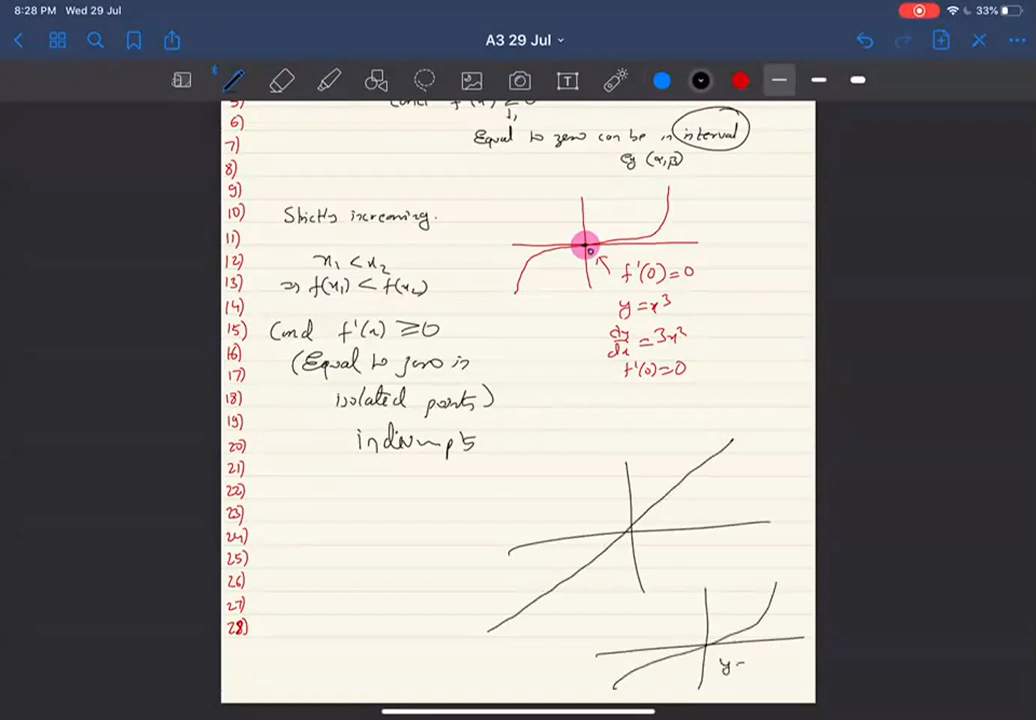 8:28 PM Wed 29 Jul
33%
A3 29 Jul
5)
6)
7)
8)
9)
10)
11)
12)
13)
14)
15)
16)
17)
18)
19)
20)
21)
22)
23)
24)
25)
26)
27)
28)
Equal to zero can be in interval
Eg (α,β)
Strictly increasing.
x₁ < x₂
⇒ f(x₁) < f(x₂)
Cond f'(x) ≥ 0
(Equal to zero is
isolated points)
0
f'(0) = 0
y = x³
dy/dx = 3x²
f'(0) = 0
y =